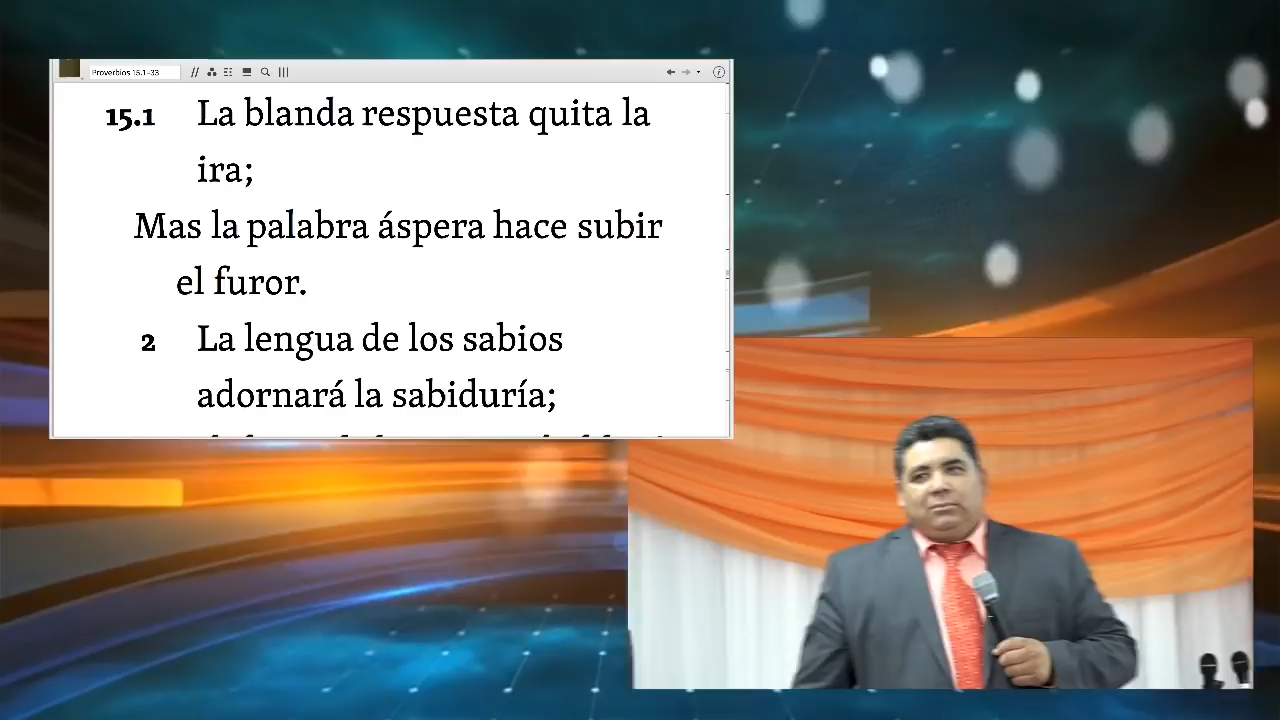 Proverbios 15.1–33
15.1 La blanda respuesta quita la
ira;
Mas la palabra áspera hace subir
el furor.
2 La lengua de los sabios
adornará la sabiduría;